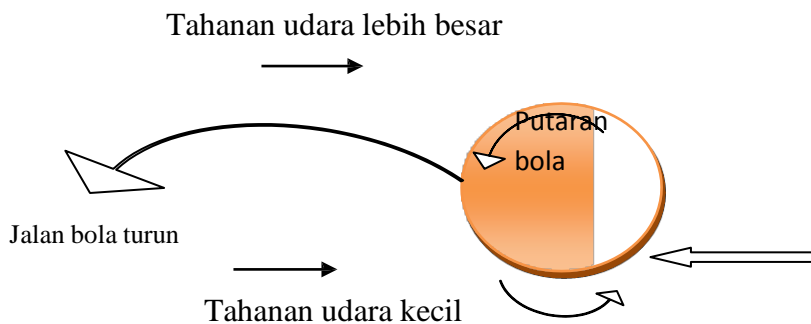 Tahanan udara lebih besar
Putaran
bola
Jalan bola turun
Tahanan udara kecil